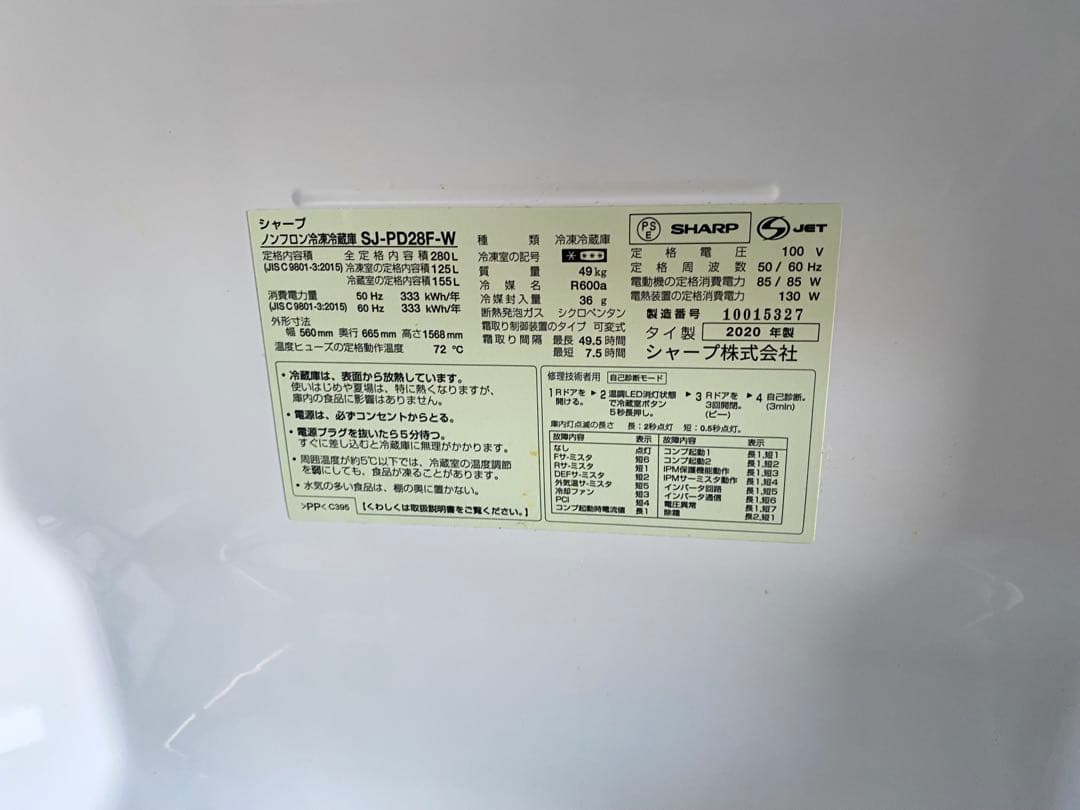 シャープ
ノンフロン冷凍冷蔵庫 SJ-PD28F-W
定格内容積 全定格内容積 280L
(JIS C 9801-3:2015) 冷凍室の定格内容積 125L
冷蔵室の定格内容積 155L
消費電力量 50 Hz 333 kWh/年
(JIS C 9801-3:2015) 60 Hz 333 kWh/年
外形寸法
幅 560mm 奥行 665mm 高さ1568mm
温度ヒューズの定格動作温度 72 ℃
種類 冷凍冷蔵庫
冷凍室の記号
質量 49kg
冷媒名 R600a
冷媒封入量 36 g
断熱発泡ガス シクロペンタン
霜取り制御装置のタイプ 可変式
霜取り間隔 最長 49.5時間
最短 7.5時間
PSE SHARP S JET
定格電圧 100 V
定格周波数 50/60 Hz
電動機の定格消費電力 85/85 W
電熱装置の定格消費電力 130 W
製造番号 10015327
タイ製 2020 年製
シャープ株式会社
・冷蔵庫は、表面から放熱しています。
使いはじめや夏場は、特に熱くなりますが、
庫内の食品に影響はありません。
・電源は、必ずコンセントからとる。
・電源プラグを抜いたら5分待つ。
すぐに差し込むと冷蔵庫に無理がかかります。
・周囲温度が約5℃以下では、冷蔵室の温度調節
を弱にしても、食品が凍ることがあります。
・水気の多い食品は、棚の奥に置かない。
>PP< C395 【くわしくは取扱説明書をご覧ください。】
修理技術者用 自己診断モード
1 Rドアを開ける。 ▶ 2 温調LED消灯状態で冷蔵室ボタン5秒長押し。 ▶ 3 Rドアを3回開閉。(ピー) ▶ 4 自己診断。(3min)
庫内灯点滅の長さ 長：2秒点灯 短：0.5秒点灯。
故障内容 表示 故障内容 表示
なし 点灯 コンプ起動1 長1,短1
Fサーミスタ 短6 コンプ起動2 長1,短2
Rサーミスタ 短1 IPM保護機能動作 長1,短3
DEFサーミスタ 短2 IPMサーミスタ動作 長1,短4
外気温サーミスタ 短5 インバータ回路 長1,短5
冷却ファン 短3 インバータ通信 長1,短6
PCI 短4 電圧異常 長1,短7
コンプ起動時電流値 長1 除霜 長2,短1